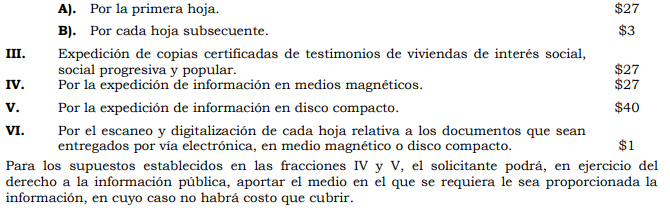 A). Por la primera hoja. $27
B). Por cada hoja subsecuente. $3
III. Expedición de copias certificadas de testimonios de viviendas de interés social,
social progresiva y popular. $27
IV. Por la expedición de información en medios magnéticos. $27
V. Por la expedición de información en disco compacto. $40
VI. Por el escaneo y digitalización de cada hoja relativa a los documentos que sean
entregados por vía electrónica, en medio magnético o disco compacto. $1
Para los supuestos establecidos en las fracciones IV y V, el solicitante podrá, en ejercicio del
derecho a la información pública, aportar el medio en el que se requiera le sea proporcionada la
información, en cuyo caso no habrá costo que cubrir.